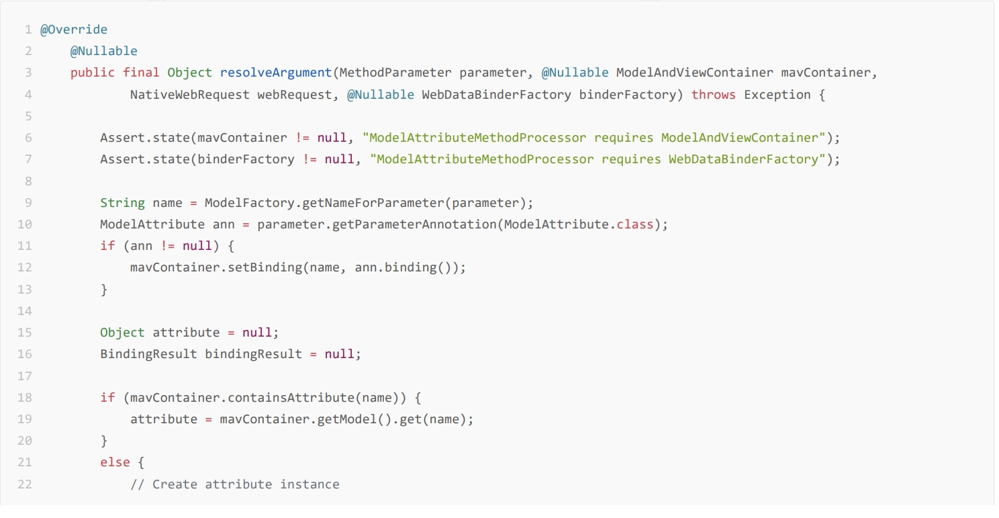 1 @Override
2     @Nullable
3     public final Object resolveArgument(MethodParameter parameter, @Nullable ModelAndViewContainer mavContainer,
4             NativeWebRequest webRequest, @Nullable WebDataBinderFactory binderFactory) throws Exception {
5
6         Assert.state(mavContainer != null, "ModelAttributeMethodProcessor requires ModelAndViewContainer");
7         Assert.state(binderFactory != null, "ModelAttributeMethodProcessor requires WebDataBinderFactory");
8
9         String name = ModelFactory.getNameForParameter(parameter);
10         ModelAttribute ann = parameter.getParameterAnnotation(ModelAttribute.class);
11         if (ann != null) {
12             mavContainer.setBinding(name, ann.binding());
13         }
14
15         Object attribute = null;
16         BindingResult bindingResult = null;
17
18         if (mavContainer.containsAttribute(name)) {
19             attribute = mavContainer.getModel().get(name);
20         }
21         else {
22             // Create attribute instance